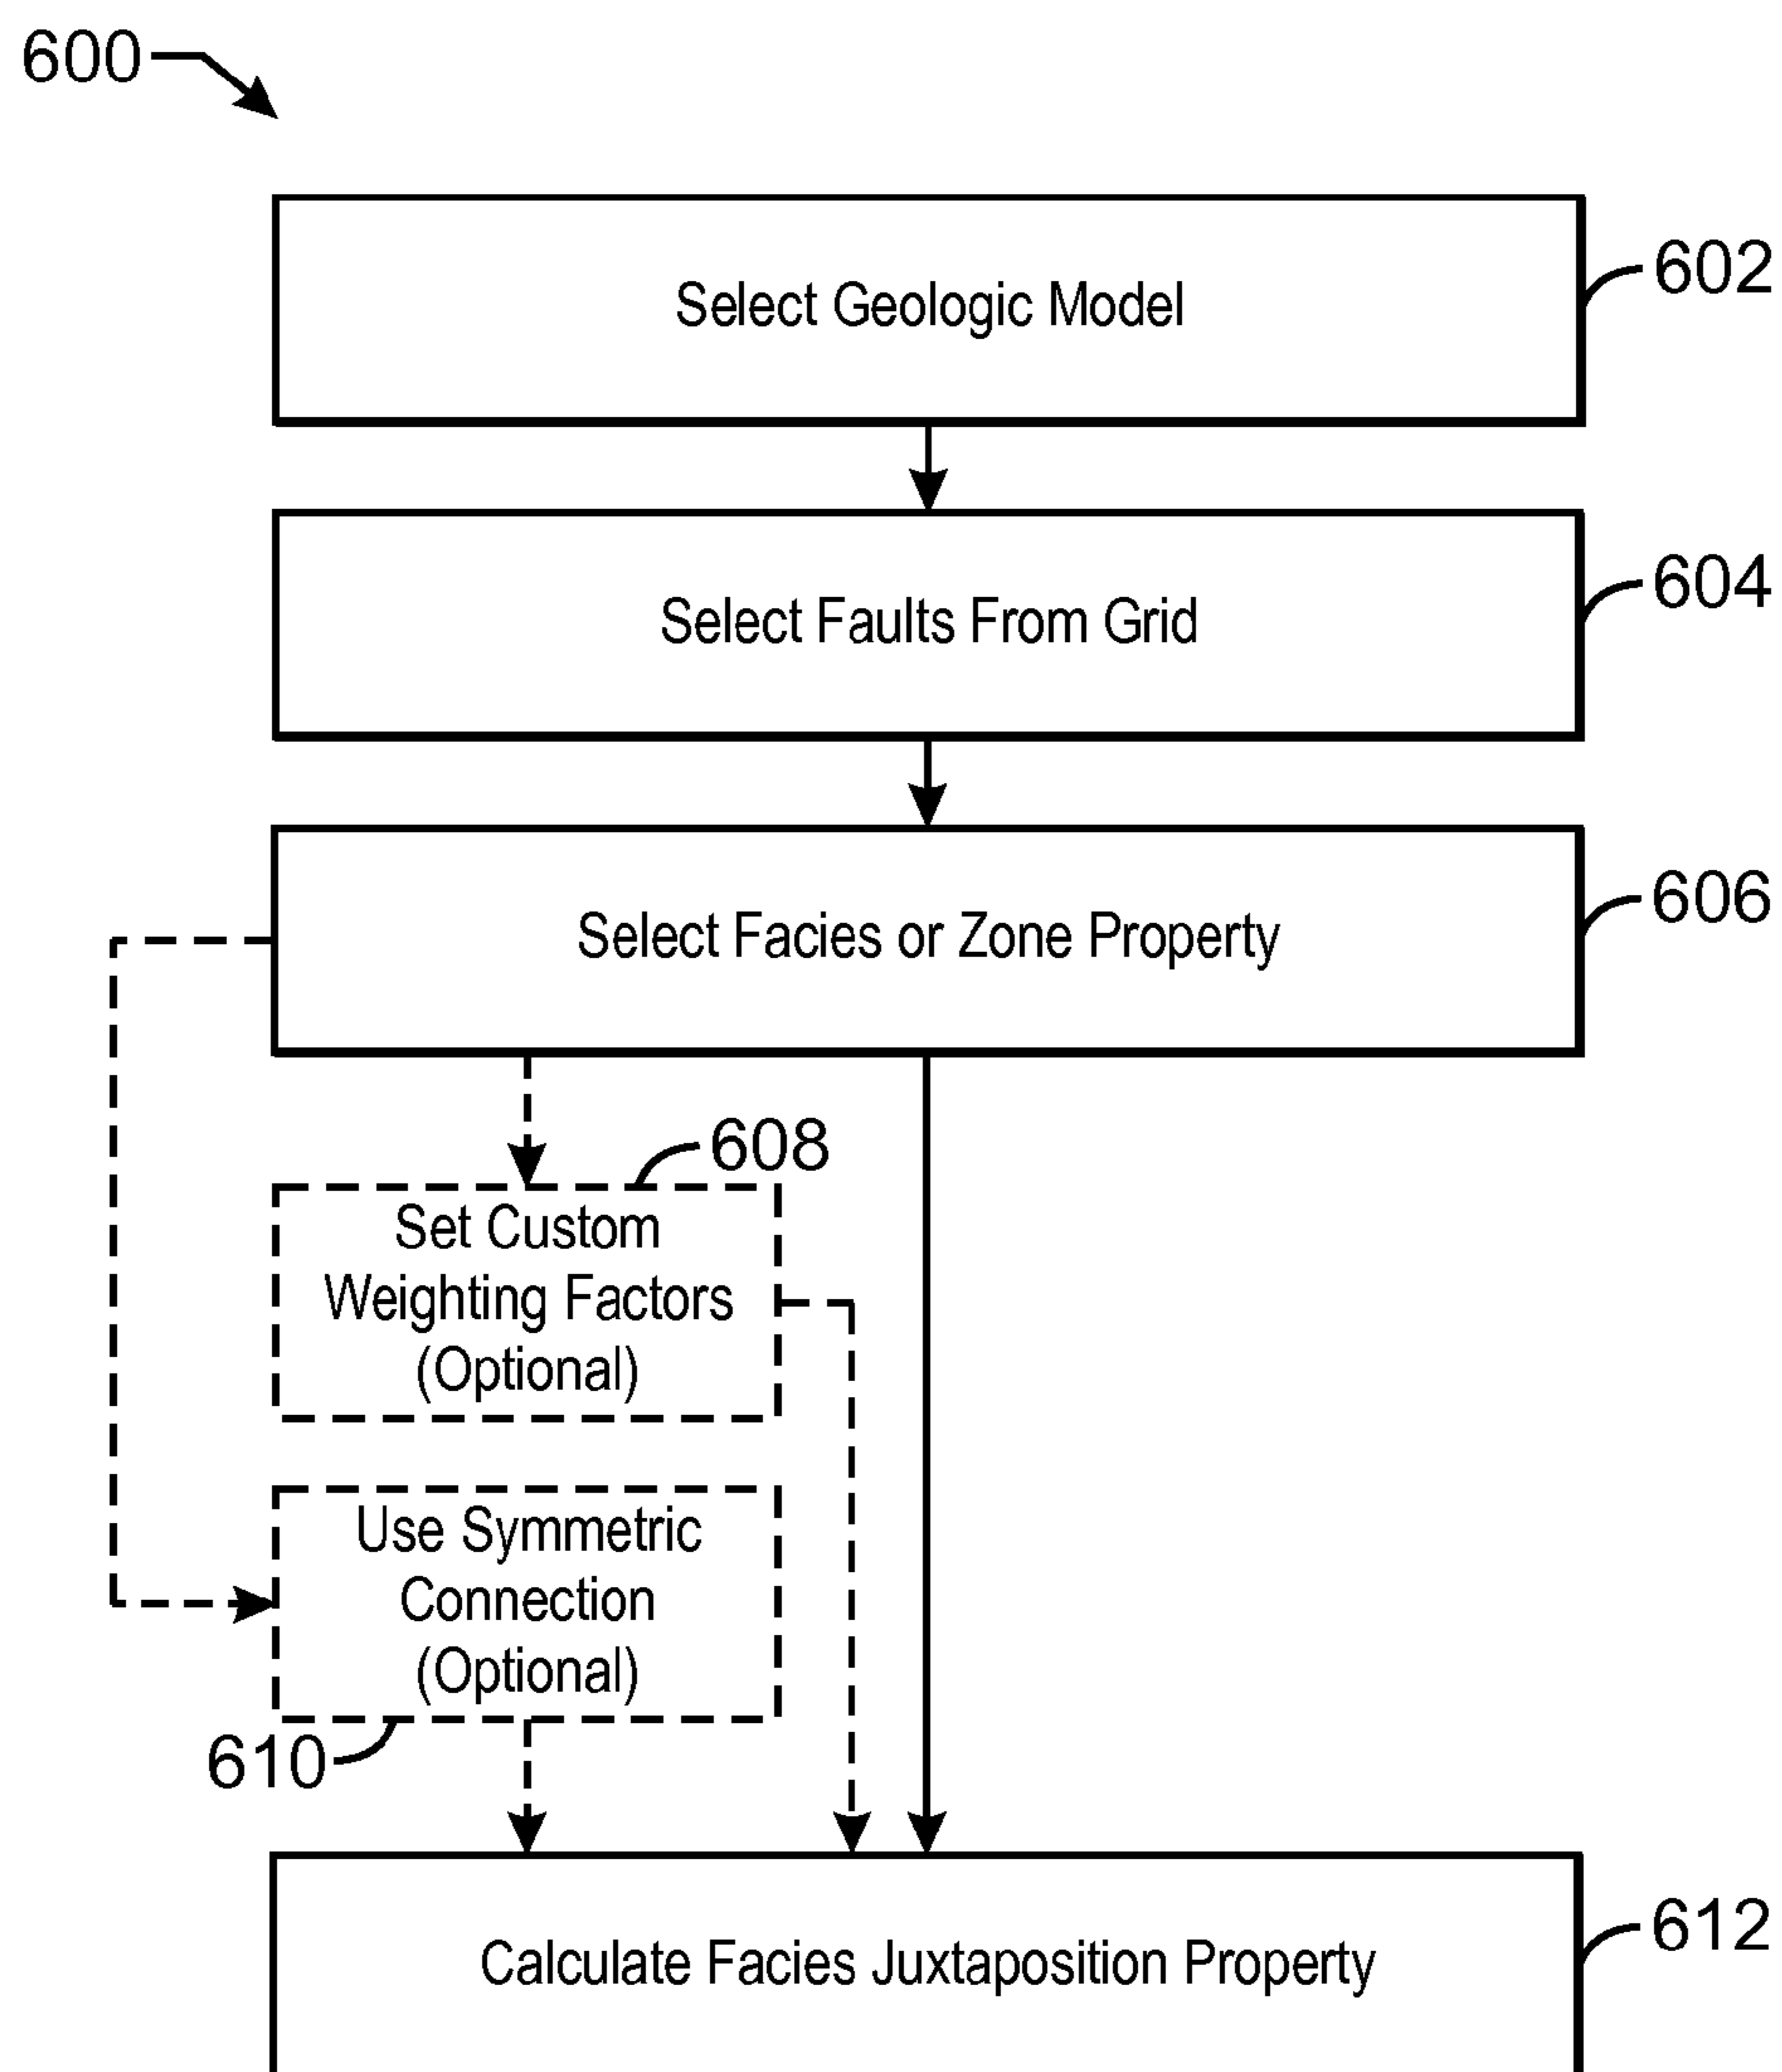 600
Select Geologic Model
602
Select Faults From Grid
604
Select Facies or Zone Property
606
608
Set Custom
Weighting Factors
(Optional)
Use Symmetric
Connection
(Optional)
610
Calculate Facies Juxtaposition Property
612